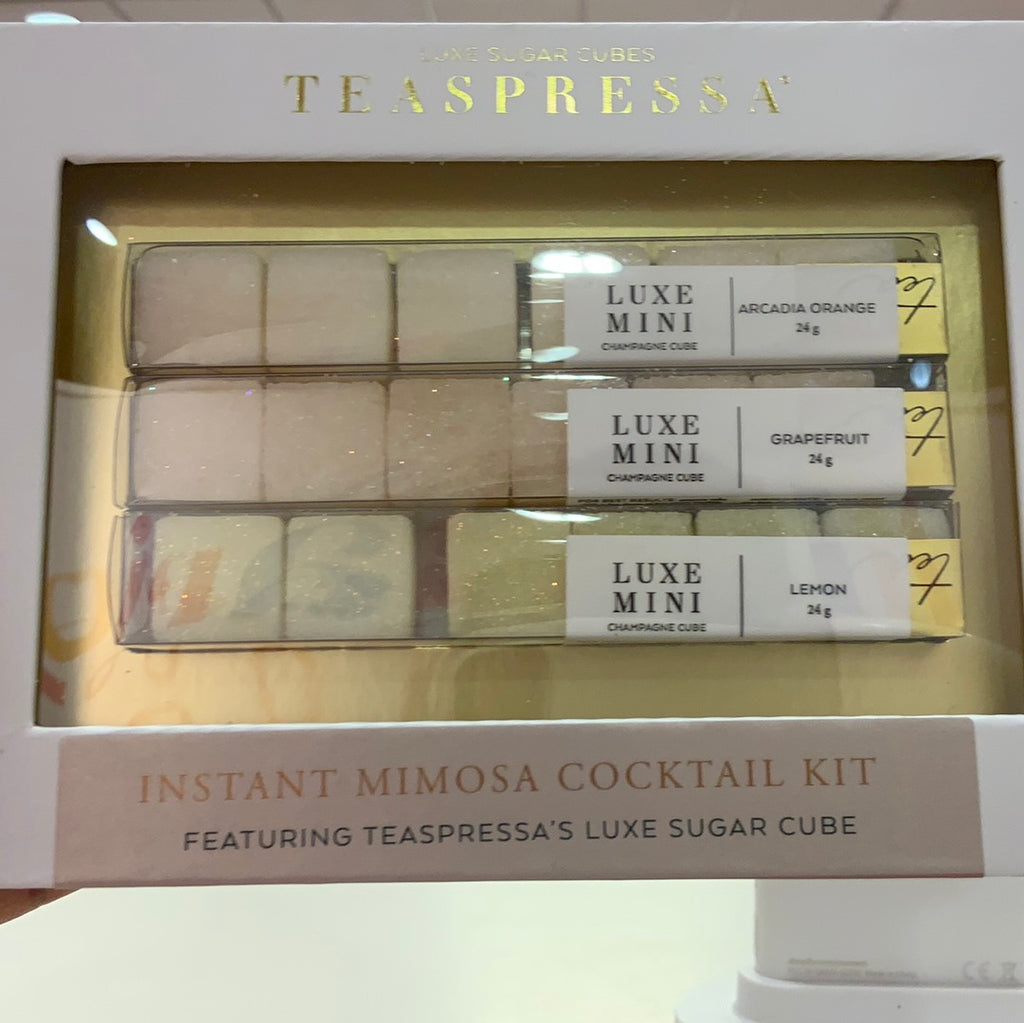 LUXE SUGAR CUBES
TEASPRESSA
LUXE
MINI
CHAMPAGNE CUBE
ARCADIA ORANGE
24 g
LUXE
MINI
CHAMPAGNE CUBE
GRAPEFRUIT
24 g
LUXE
MINI
CHAMPAGNE CUBE
LEMON
24 g
INSTANT MIMOSA COCKTAIL KIT
FEATURING TEASPRESSA'S LUXE SUGAR CUBE